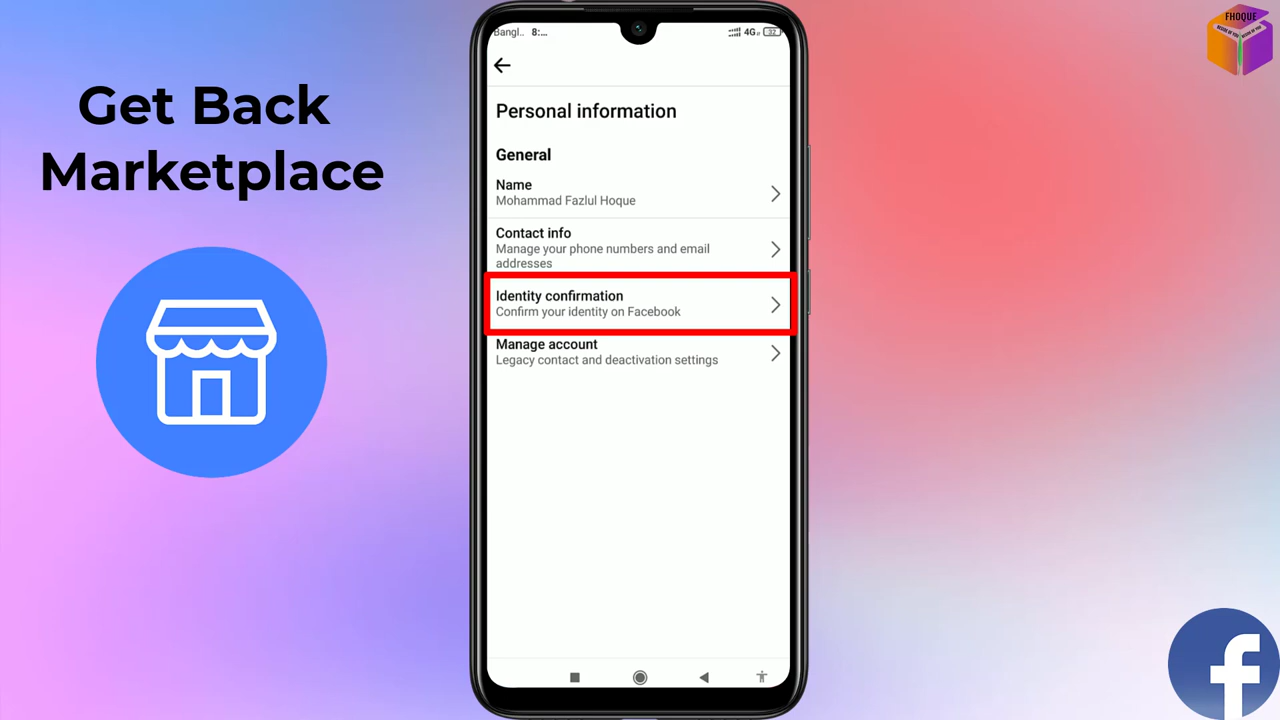 Get Back
Marketplace
Bangl.. 8:...
4G
32
Personal information
General
Name
Mohammad Fazlul Hoque
Contact info
Manage your phone numbers and email
addresses
Identity confirmation
Confirm your identity on Facebook
Manage account
Legacy contact and deactivation settings
FHOQUE
f